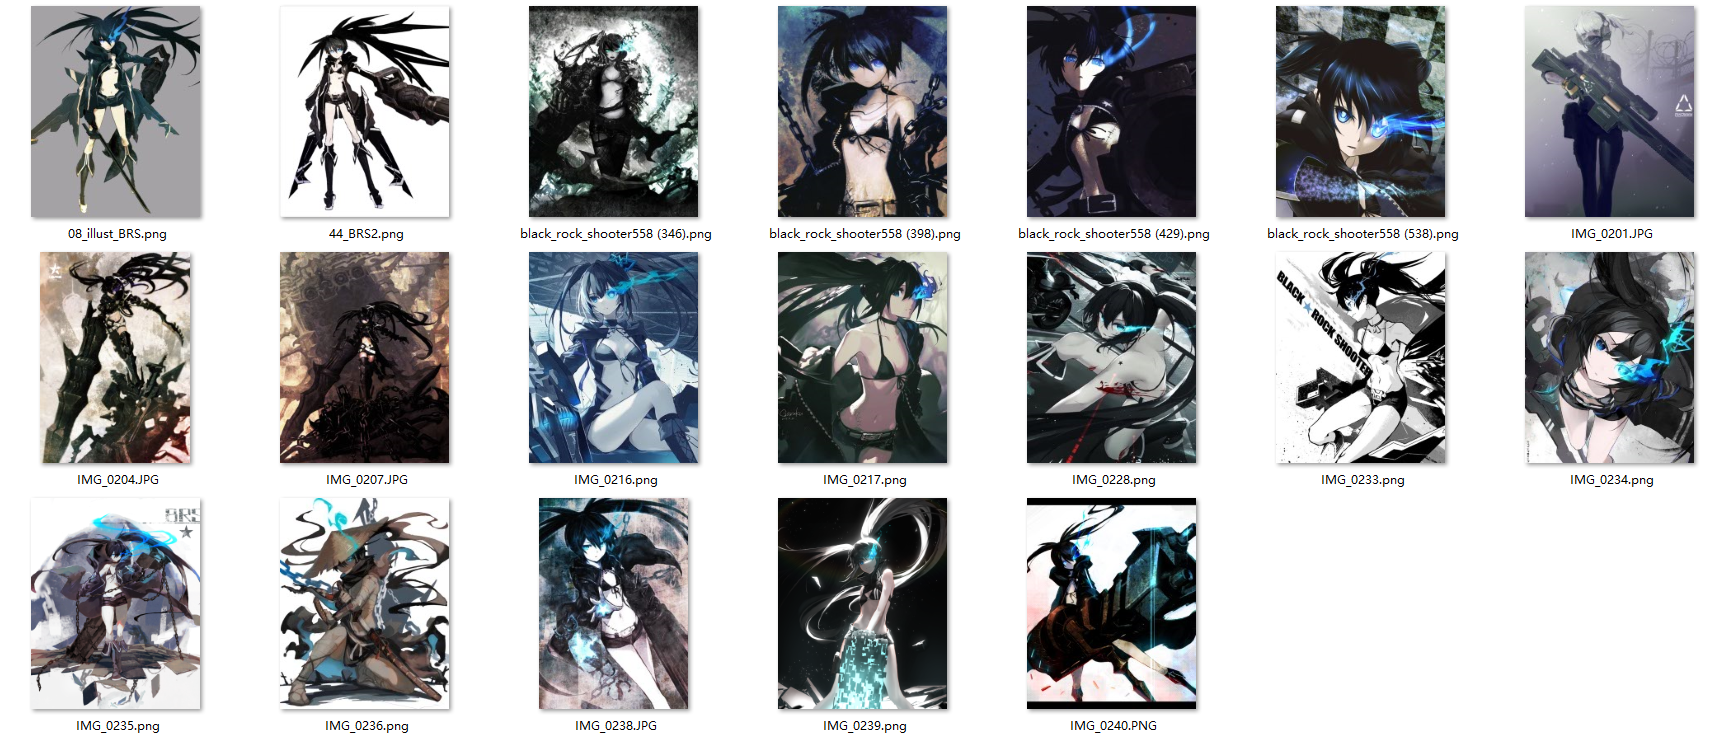 08_illust_BRS.png
44_BRS2.png
black_rock_shooter558 (346).png
black_rock_shooter558 (398).png
black_rock_shooter558 (429).png
black_rock_shooter558 (538).png
IMG_0201.JPG
IMG_0204.JPG
IMG_0207.JPG
IMG_0216.png
IMG_0217.png
IMG_0228.png
BLACK★ROCK SHOOTER
IMG_0233.png
IMG_0234.png
BRS
IMG_0235.png
IMG_0236.png
IMG_0238.JPG
IMG_0239.png
IMG_0240.PNG